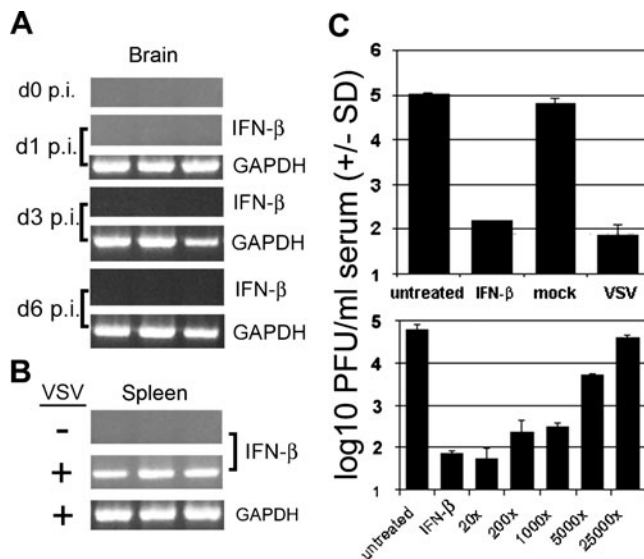 A
Brain
d0 p.i.
d1 p.i.
IFN-β
GAPDH
d3 p.i.
IFN-β
GAPDH
d6 p.i.
IFN-β
GAPDH
B
VSV
Spleen
-
IFN-β
+
+
GAPDH
C
log10 PFU/ml serum (+/- SD)
6
5
4
3
2
1
untreated IFN-β mock VSV
5
4
3
2
1
untreated IFN-β 20x 200x 1000x 5000x 25000x